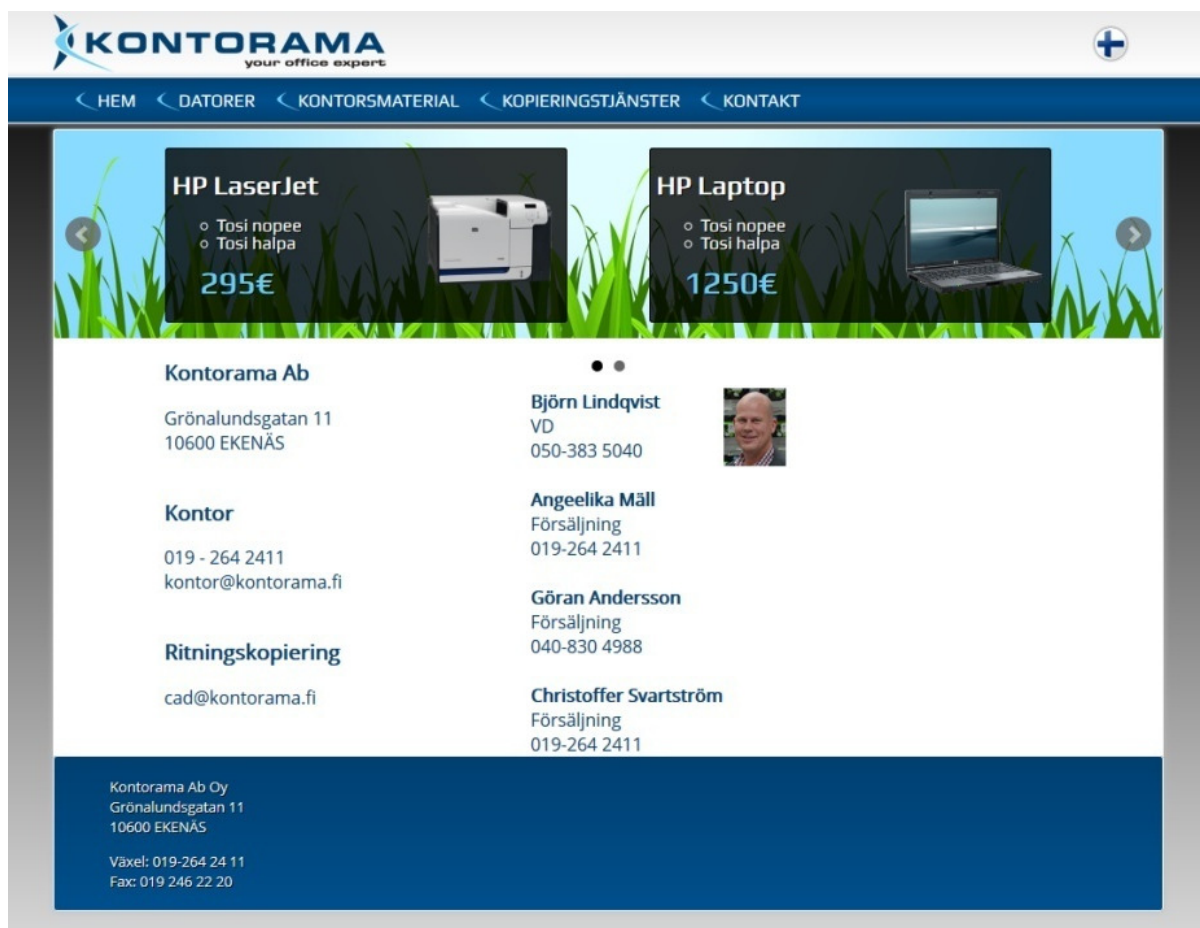 KONTORAMA
your office expert
HEM DATORER KONTORSMATERIAL KOPIERINGSTJÄNSTER KONTAKT
HP LaserJet
Tosi nopee
Tosi halpa
295€
HP Laptop
Tosi nopee
Tosi halpa
1250€
Kontorama Ab
Grönalundsgatan 11
10600 EKENÄS
Kontor
019 - 264 2411
kontor@kontorama.fi
Ritningskopiering
cad@kontorama.fi
Björn Lindqvist
VD
050-383 5040
Angeelika Mäll
Försäljning
019-264 2411
Göran Andersson
Försäljning
040-830 4988
Christoffer Svartström
Försäljning
019-264 2411
Kontorama Ab Oy
Grönalundsgatan 11
10600 EKENÄS
Växel: 019-264 24 11
Fax: 019 246 22 20